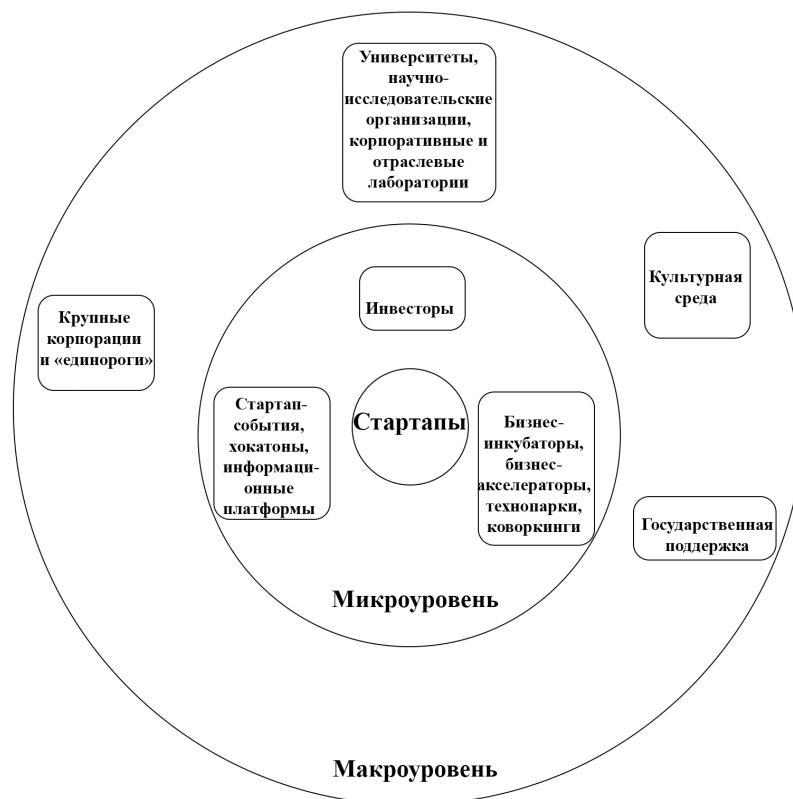 Университеты,
научно-
исследовательские
организации,
корпоративные и
отраслевые
лаборатории
Культурная
среда
Инвесторы
Крупные
корпорации
и «единороги»
Стартапы
Стартап-
события,
хокатоны,
информаци-
онные
платформы
Бизнес-
инкубаторы,
бизнес-
акселераторы,
технопарки,
коворкинги
Государственная
поддержка
Микроуровень
Макроуровень